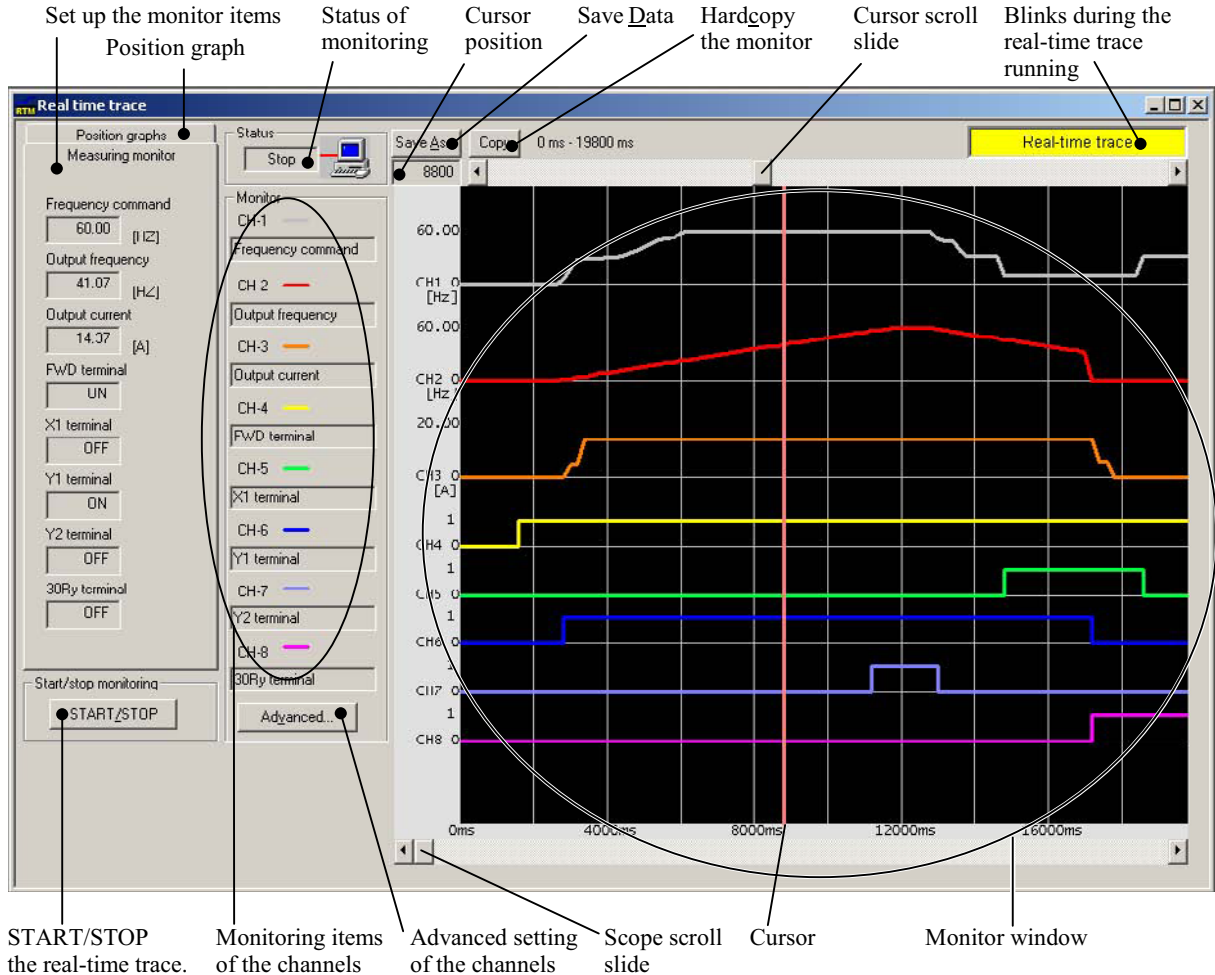 Set up the monitor items
Position graph
Status of
monitoring
Cursor
position
Save Data
Hardcopy
the monitor
Cursor scroll
slide
Blinks during the
real-time trace
running
RTM Real time trace
Position graphs
Measuring monitor
Frequency command
60.00 [HZ]
Output frequency
41.07 [HZ]
Output current
14.37 [A]
FWD terminal
ON
X1 terminal
OFF
Y1 terminal
ON
Y2 terminal
OFF
30Ry terminal
OFF
Start/stop monitoring
START/STOP
Status
Stop
Monitor
CH-1
Frequency command
CH 2
Output frequency
CH-3
Output current
CH-4
FWD terminal
CH-5
X1 terminal
CH-6
Y1 terminal
CH-7
Y2 terminal
CH-8
30Ry terminal
Advanced...
Save As
Copy
0 ms - 19800 ms
8800
Real-time trace
60.00
CH1 0
[Hz]
60.00
CH2 0
[Hz
20.00
CH3 0
[A]
1
CH4 0
1
CH5 0
1
CH6 0
1
CH7 0
1
CH8 0
0ms 4000ms 8000ms 12000ms 16000ms
START/STOP
the real-time trace.
Monitoring items
of the channels
Advanced setting
of the channels
Scope scroll
slide
Cursor
Monitor window